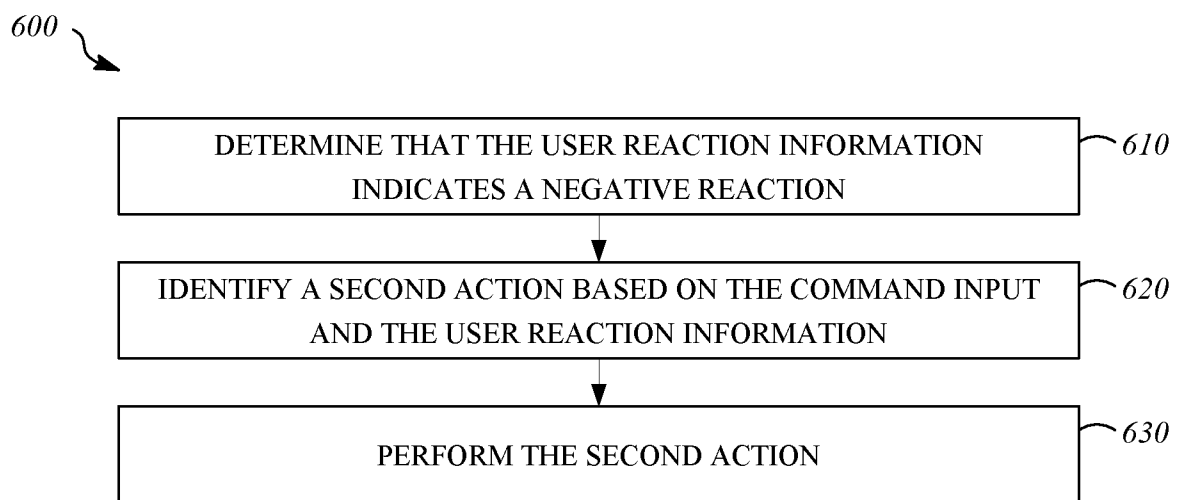 600
DETERMINE THAT THE USER REACTION INFORMATION
INDICATES A NEGATIVE REACTION
610
IDENTIFY A SECOND ACTION BASED ON THE COMMAND INPUT
AND THE USER REACTION INFORMATION
620
PERFORM THE SECOND ACTION
630